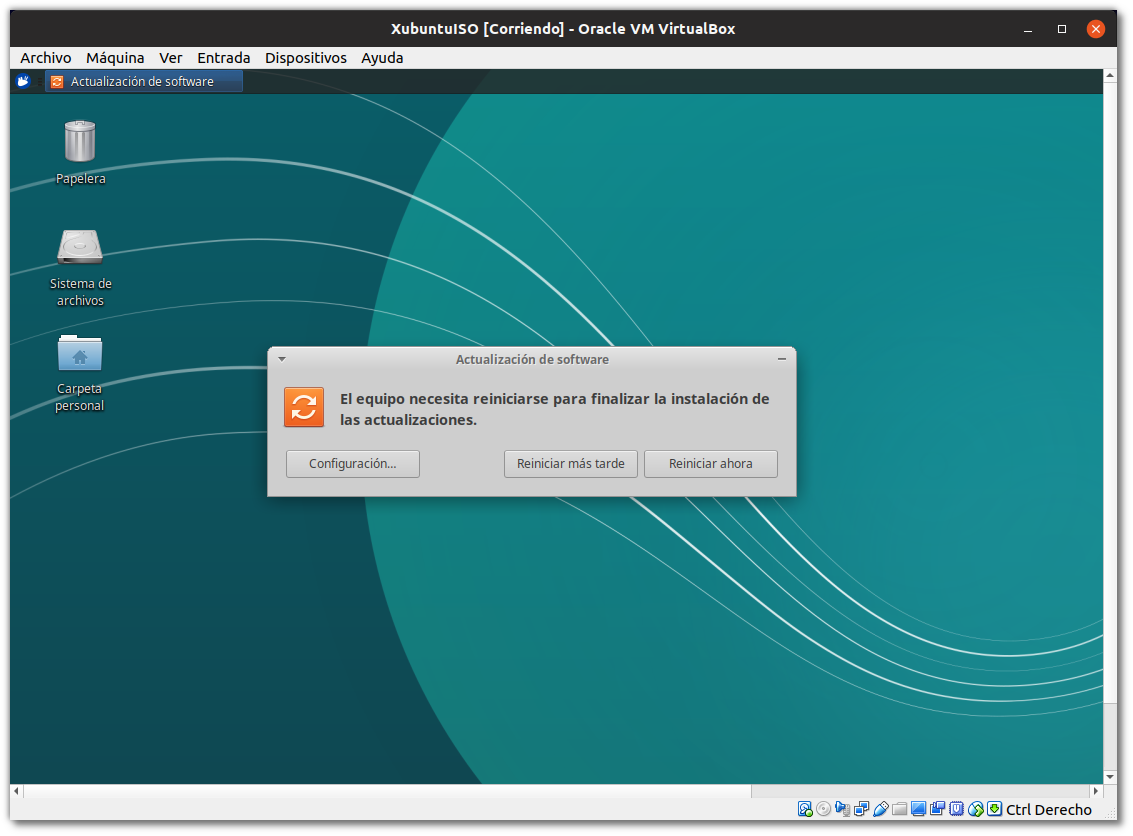 XubuntuISO [Corriendo] - Oracle VM VirtualBox
Archivo Máquina Ver Entrada Dispositivos Ayuda
Actualización de software
Papelera
Sistema de
archivos
Carpeta
personal
Actualización de software
El equipo necesita reiniciarse para finalizar la instalación de
las actualizaciones.
Configuración... Reiniciar más tarde Reiniciar ahora
Ctrl Derecho